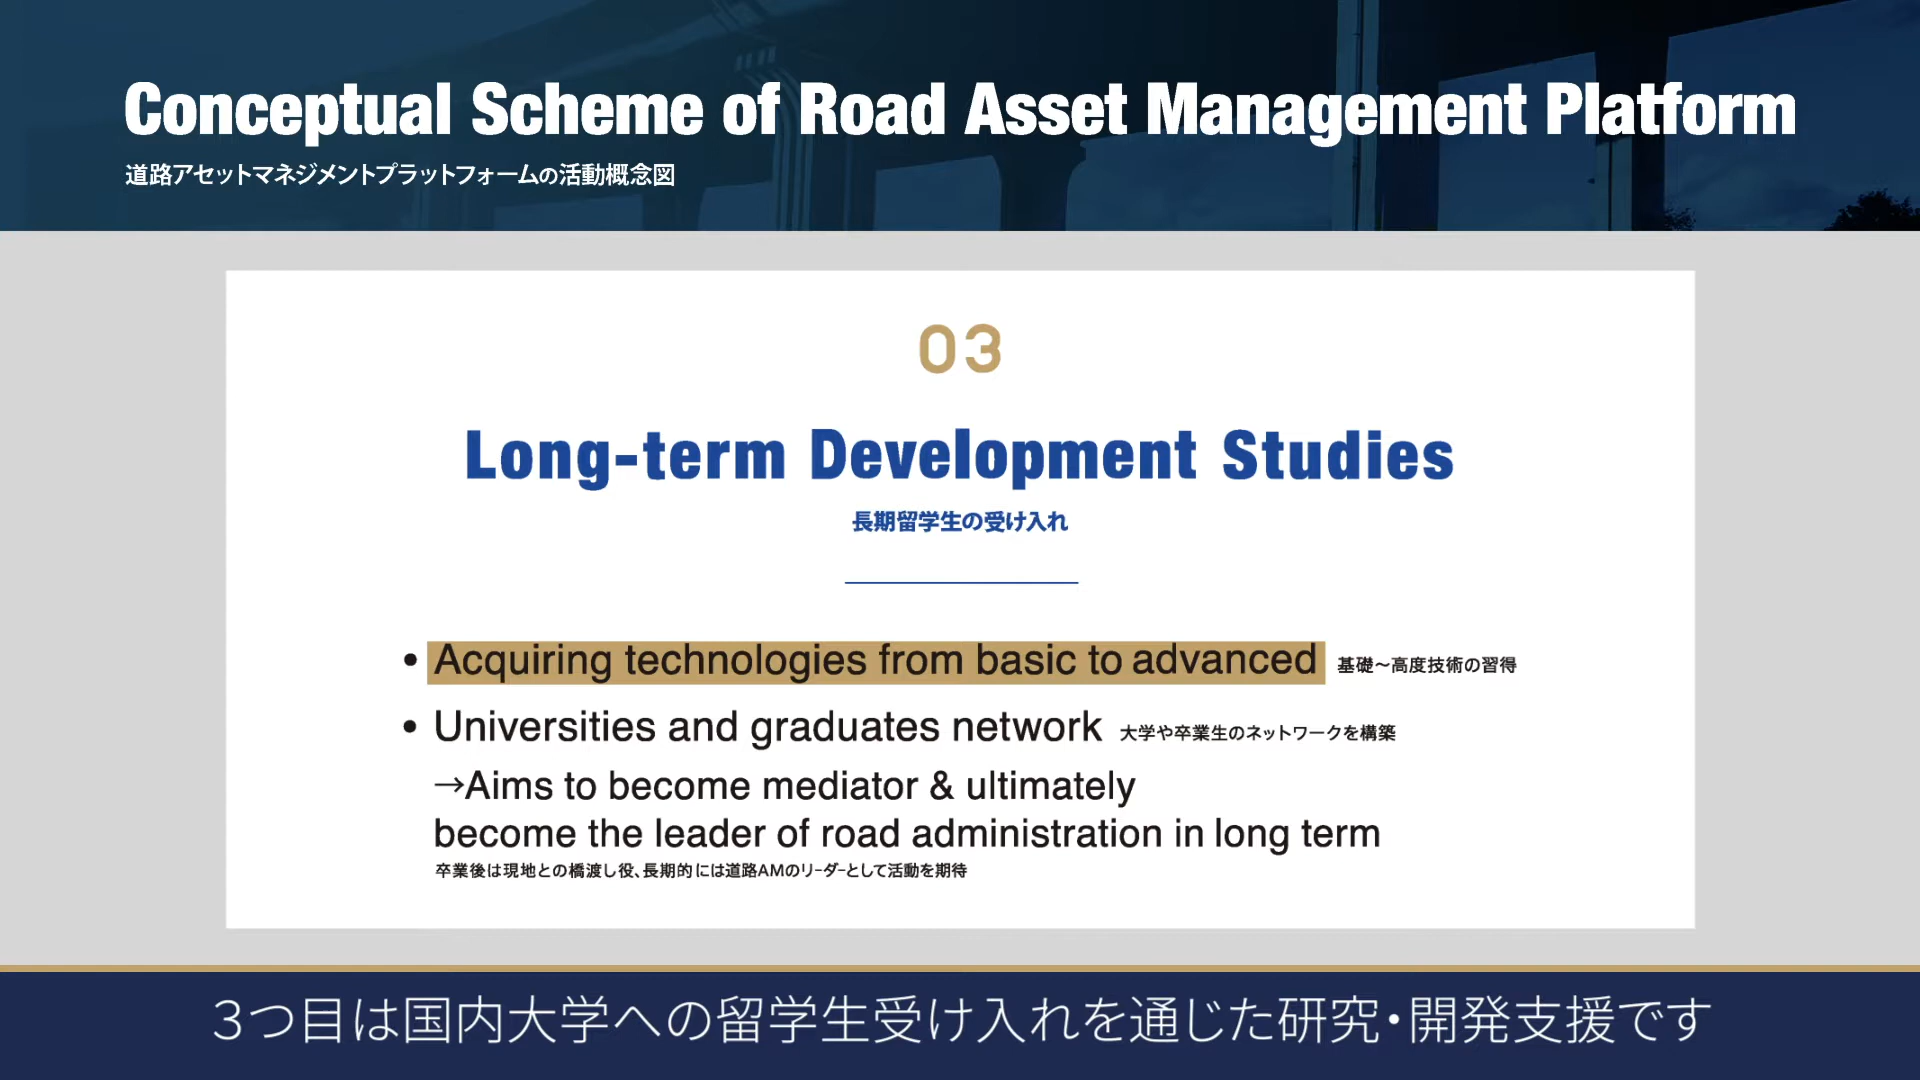 Conceptual Scheme of Road Asset Management Platform
道路アセットマネジメントプラットフォームの活動概念図
03
Long-term Development Studies
長期留学生の受け入れ
• Acquiring technologies from basic to advanced 基礎～高度技術の習得
• Universities and graduates network 大学や卒業生のネットワークを構築
→Aims to become mediator & ultimately
become the leader of road administration in long term
卒業後は現地との橋渡し役、長期的には道路AMのリーダーとして活動を期待
３つ目は国内大学への留学生受け入れを通じた研究・開発支援です